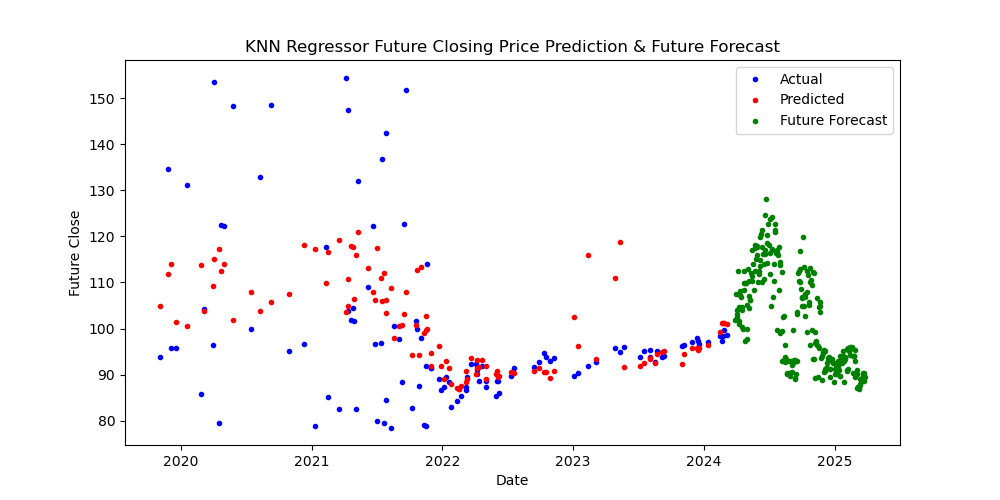 KNN Regressor Future Closing Price Prediction & Future Forecast
Actual
Predicted
Future Forecast
Future Close
150
140
130
120
110
100
90
80
2020 2021 2022 2023 2024 2025
Date